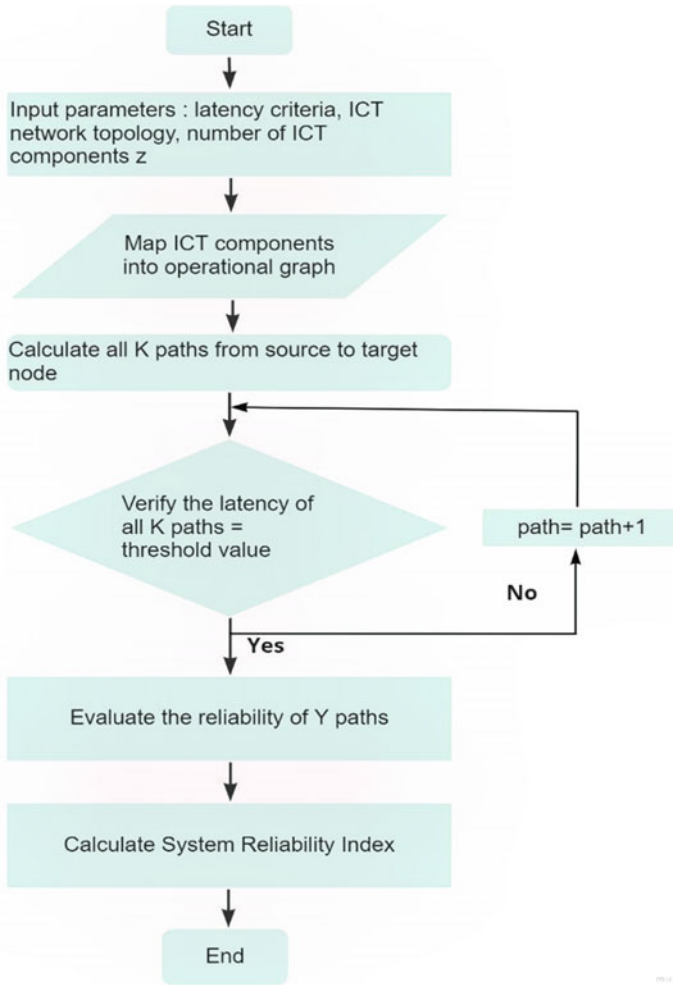 Start
Input parameters : latency criteria, ICT
network topology, number of ICT
components z
Map ICT components
into operational graph
Calculate all K paths from source to target
node
Verify the latency of
all K paths =
threshold value
path= path+1
No
Yes
Evaluate the reliability of Y paths
Calculate System Reliability Index
End